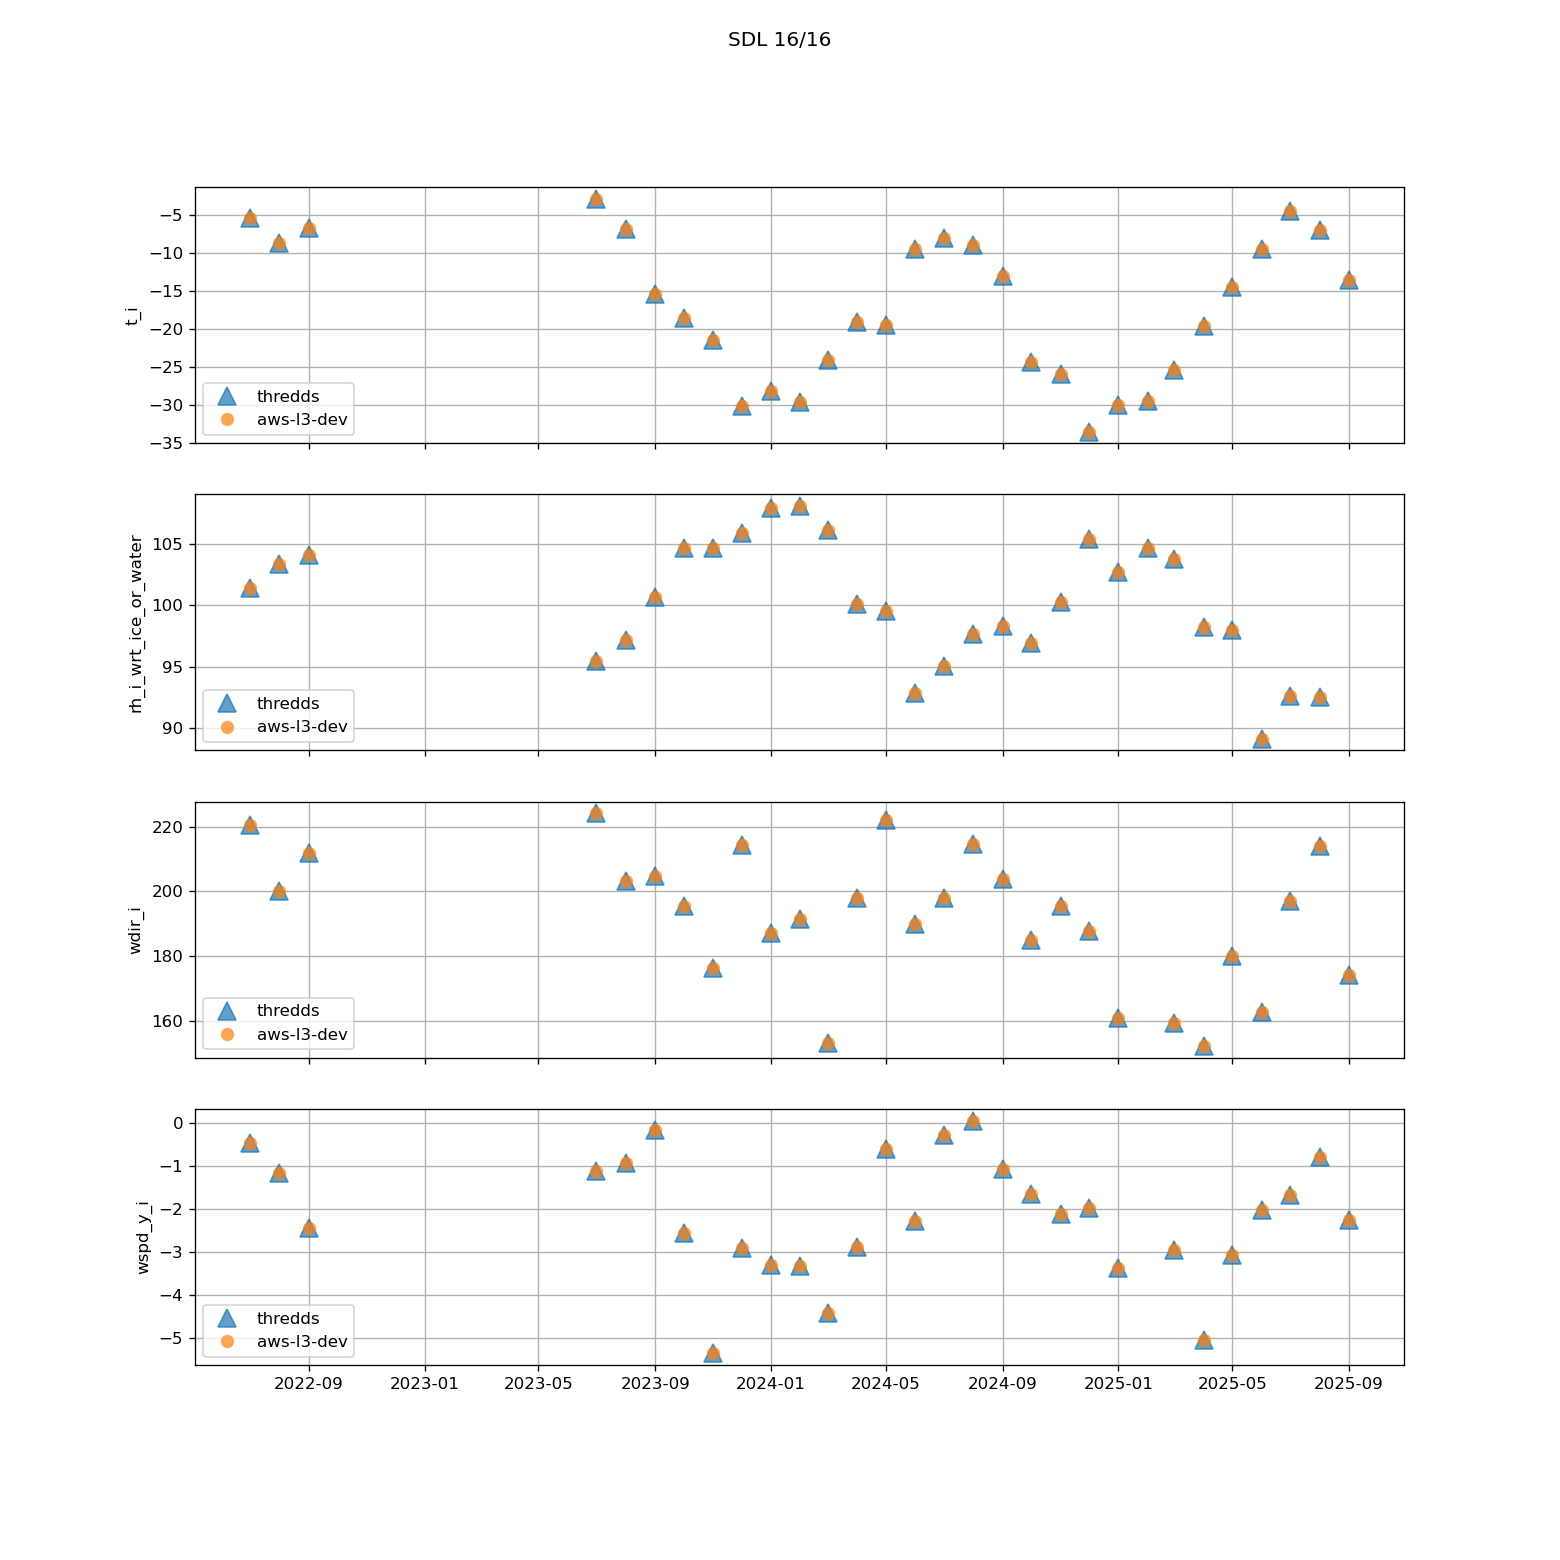 SDL 16/16
−5
−10
−15
−20
−25
−30
−35
t_i
thredds
aws-l3-dev
105
100
95
90
rh_i_wrt_ice_or_water
thredds
aws-l3-dev
220
200
180
160
wdir_i
thredds
aws-l3-dev
0
−1
−2
−3
−4
−5
wspd_y_i
thredds
aws-l3-dev
2022-09 2023-01 2023-05 2023-09 2024-01 2024-05 2024-09 2025-01 2025-05 2025-09